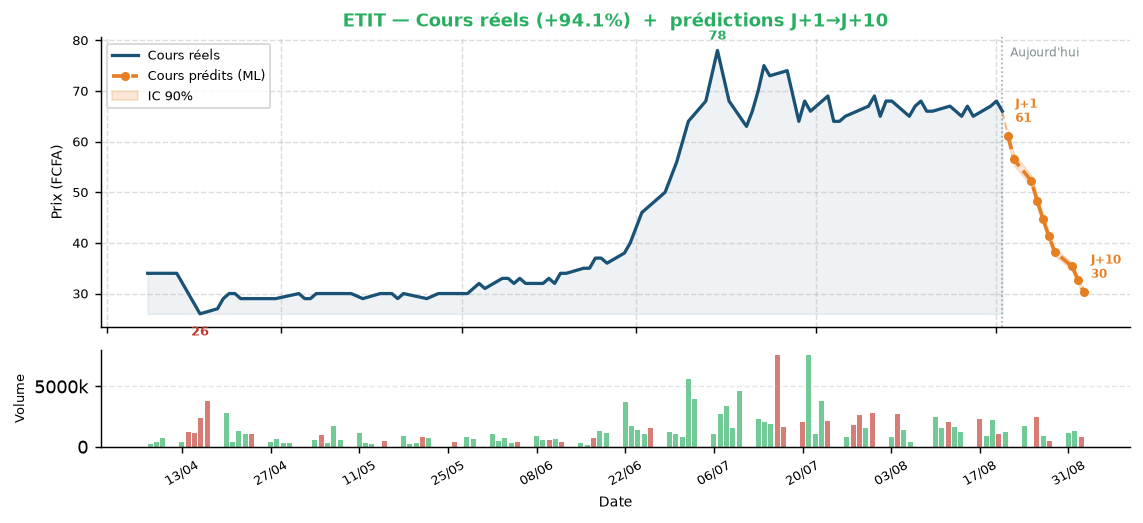 ETIT — Cours réels (+94.1%)  +  prédictions J+1→J+10
78
80
70
60
50
40
30
Prix (FCFA)
Cours réels
Cours prédits (ML)
IC 90%
Aujourd'hui
J+1
61
J+10
30
26
5000k
0
Volume
13/04
27/04
11/05
25/05
08/06
22/06
06/07
20/07
03/08
17/08
31/08
Date